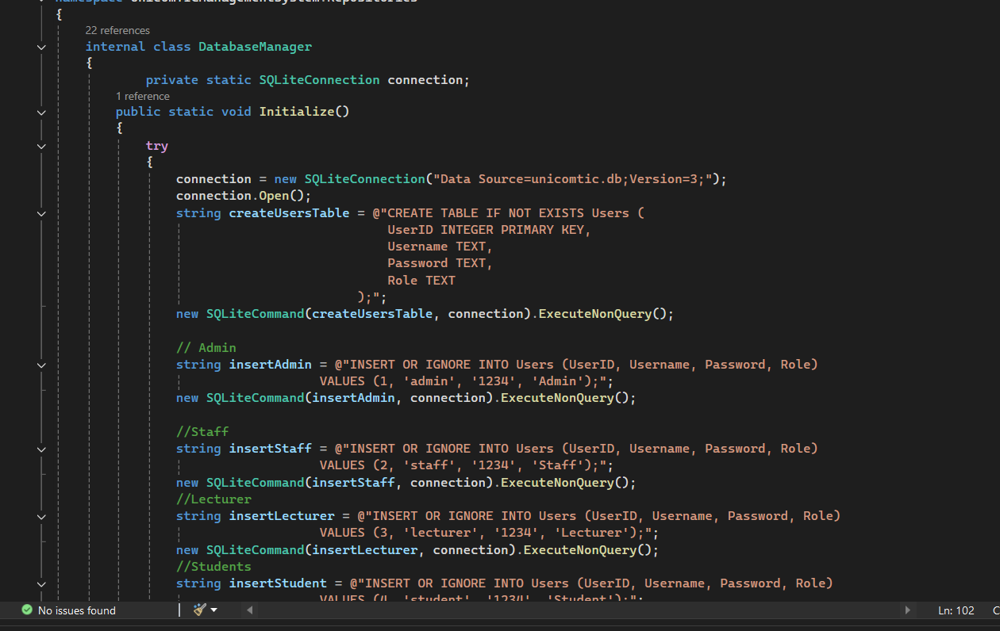 namespace UnicomTicManagementSystem.Repositories
{
22 references
internal class DatabaseManager
{
private static SQLiteConnection connection;
1 reference
public static void Initialize()
{
try
{
connection = new SQLiteConnection("Data Source=unicomtic.db;Version=3;");
connection.Open();
string createUsersTable = @"CREATE TABLE IF NOT EXISTS Users (
UserID INTEGER PRIMARY KEY,
Username TEXT,
Password TEXT,
Role TEXT
);";
new SQLiteCommand(createUsersTable, connection).ExecuteNonQuery();
// Admin
string insertAdmin = @"INSERT OR IGNORE INTO Users (UserID, Username, Password, Role)
VALUES (1, 'admin', '1234', 'Admin');";
new SQLiteCommand(insertAdmin, connection).ExecuteNonQuery();
//Staff
string insertStaff = @"INSERT OR IGNORE INTO Users (UserID, Username, Password, Role)
VALUES (2, 'staff', '1234', 'Staff');";
new SQLiteCommand(insertStaff, connection).ExecuteNonQuery();
//Lecturer
string insertLecturer = @"INSERT OR IGNORE INTO Users (UserID, Username, Password, Role)
VALUES (3, 'lecturer', '1234', 'Lecturer');";
new SQLiteCommand(insertLecturer, connection).ExecuteNonQuery();
//Students
string insertStudent = @"INSERT OR IGNORE INTO Users (UserID, Username, Password, Role)
VALUES (4, 'student', '1234', 'Student');";
No issues found
Ln: 102